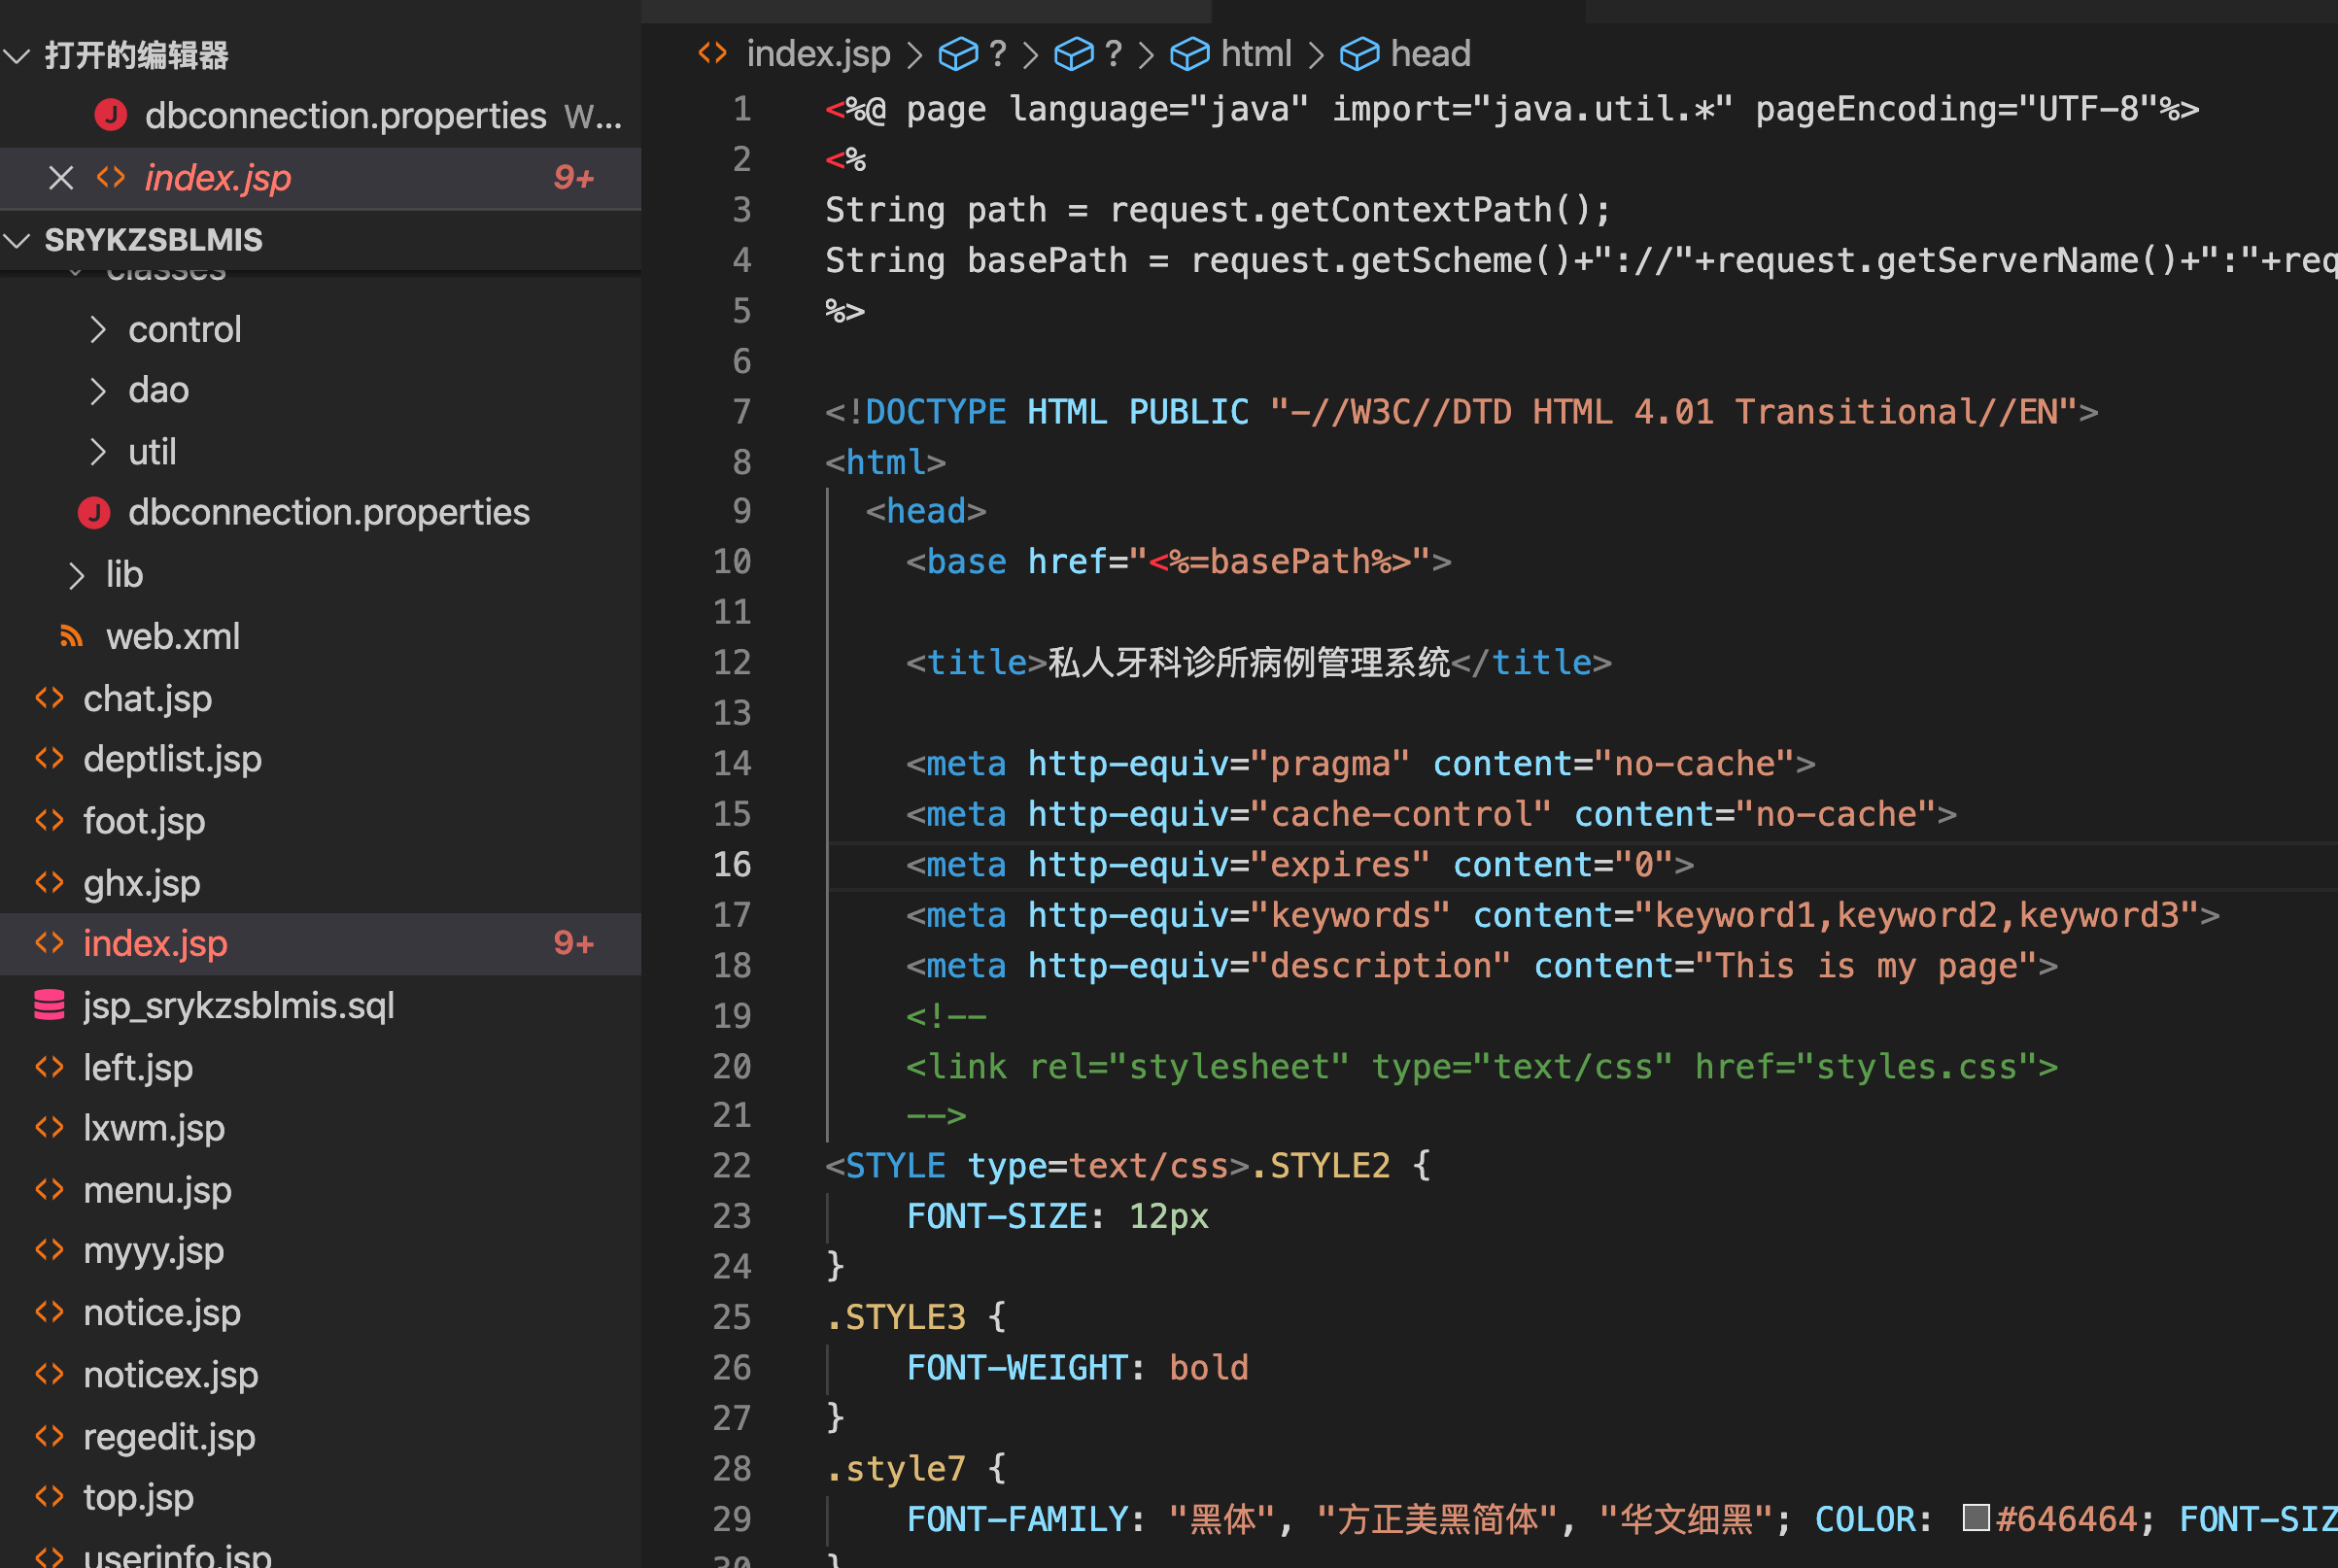 打开的编辑器
dbconnection.properties W...
index.jsp 9+
SRYKZSBLMIS
classes
control
dao
util
dbconnection.properties
lib
web.xml
chat.jsp
deptlist.jsp
foot.jsp
ghx.jsp
index.jsp 9+
jsp_srykzsblmis.sql
left.jsp
lxwm.jsp
menu.jsp
myyy.jsp
notice.jsp
noticex.jsp
regedit.jsp
top.jsp
userinfo.jsp
index.jsp > ? > ? > html > head
1 <%@ page language="java" import="java.util.*" pageEncoding="UTF-8"%>
2 <%
3 String path = request.getContextPath();
4 String basePath = request.getScheme()+"://"+request.getServerName()+":"+req
5 %>
6
7 <!DOCTYPE HTML PUBLIC "-//W3C//DTD HTML 4.01 Transitional//EN">
8 <html>
9 <head>
10 <base href="<%=basePath%>">
11
12 <title>私人牙科诊所病例管理系统</title>
13
14 <meta http-equiv="pragma" content="no-cache">
15 <meta http-equiv="cache-control" content="no-cache">
16 <meta http-equiv="expires" content="0">
17 <meta http-equiv="keywords" content="keyword1,keyword2,keyword3">
18 <meta http-equiv="description" content="This is my page">
19 <!--
20 <link rel="stylesheet" type="text/css" href="styles.css">
21 -->
22 <STYLE type=text/css>.STYLE2 {
23 FONT-SIZE: 12px
24 }
25 .STYLE3 {
26 FONT-WEIGHT: bold
27 }
28 .style7 {
29 FONT-FAMILY: "黑体", "方正美黑简体", "华文细黑"; COLOR: #646464; FONT-SIZ
30 }